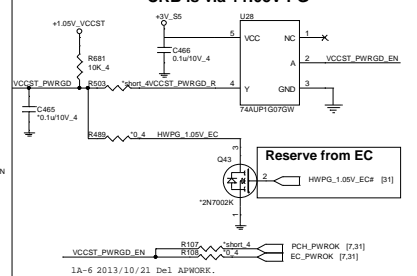 +1.05V_VCCST
+3V_S5
U28
5 VCC NC 1
C466
0.1u/10V_4
R681
10K_4
A 2 VCCST_PWRGD_EN
VCCST_PWRGD R503 *short_4 VCCST_PWRGD_R 4 Y GND 3
C465
*0.1u/10V_4
74AUP1G07GW
R489 *0_4 HWPG_1.05V_EC
3
Reserve from EC
Q43
2 HWPG_1.05V_EC# [31]
*2N7002K
1
N
R107 *short_4 PCH_PWROK [7,31]
VCCST_PWRGD_EN R108 *0_4 EC_PWROK [7,31]
1A-6 2013/10/21 Del APWORK.